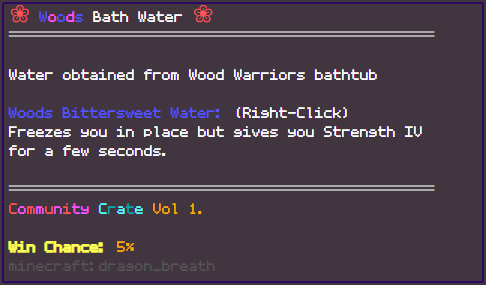 ❀ Woods Bath Water ❀
Water obtained from Wood Warriors bathtub
Woods Bittersweet Water: (Right-Click)
Freezes you in place but gives you Strength IV
for a few seconds.
Community Crate Vol 1.
Win Chance: 5%
minecraft:dragon_breath